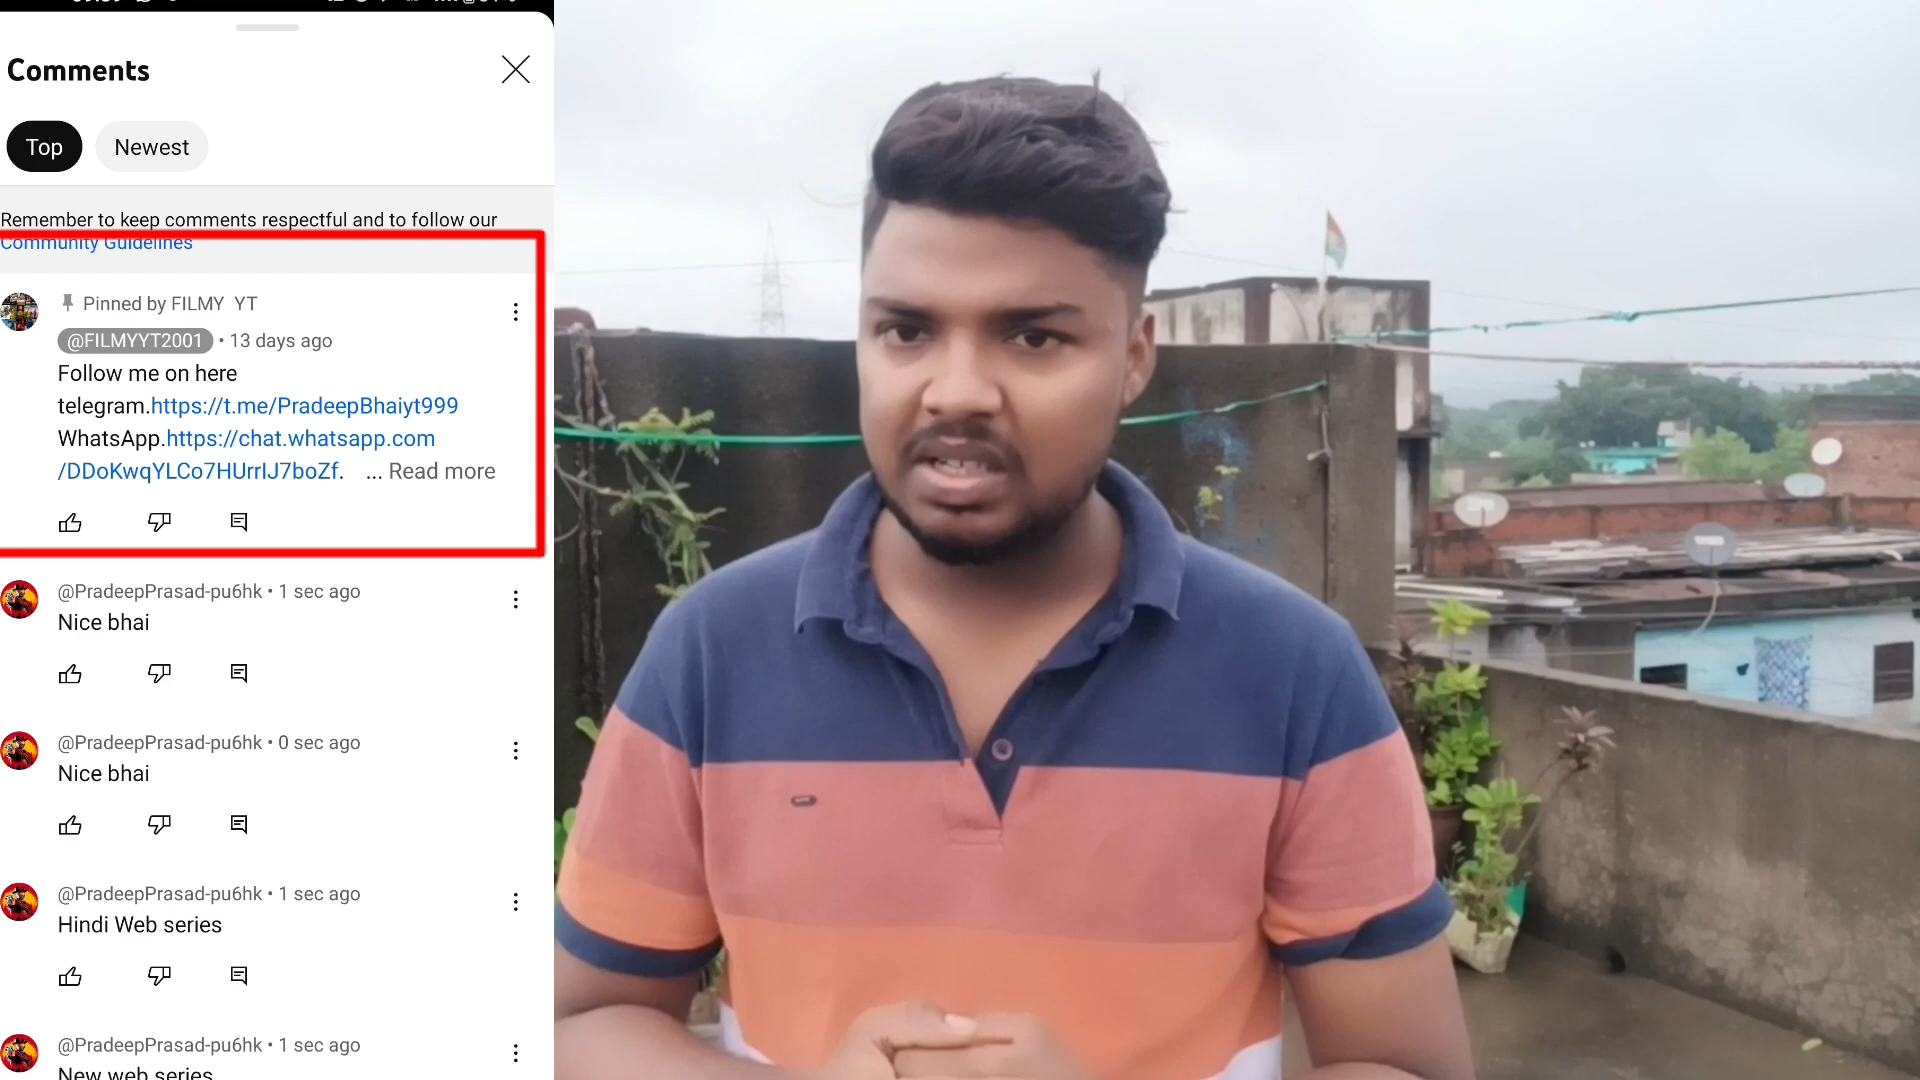 Comments
Top Newest
Remember to keep comments respectful and to follow our
Community Guidelines
Pinned by FILMY YT
@FILMYYT2001 • 13 days ago
Follow me on here
telegram.https://t.me/PradeepBhaiyt999
WhatsApp.https://chat.whatsapp.com
/DDoKwqYLCo7HUrrIJ7boZf. ... Read more
@PradeepPrasad-pu6hk • 1 sec ago
Nice bhai
@PradeepPrasad-pu6hk • 0 sec ago
Nice bhai
@PradeepPrasad-pu6hk • 1 sec ago
Hindi Web series
@PradeepPrasad-pu6hk • 1 sec ago
New web series